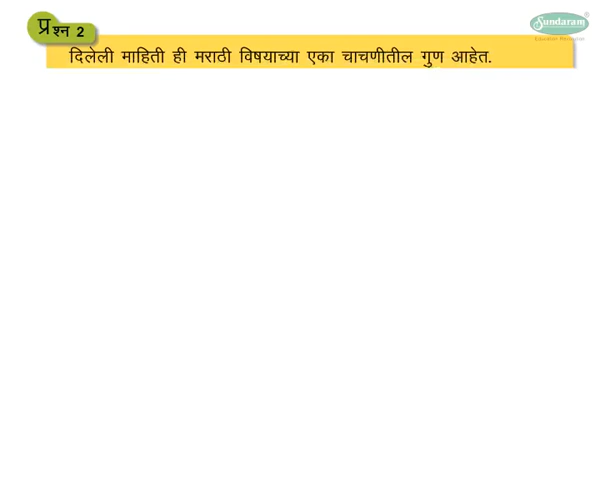 प्रश्न 2
Sundaram
दिलेली माहिती ही मराठी विषयाच्या एका चाचणीतील गुण आहेत.